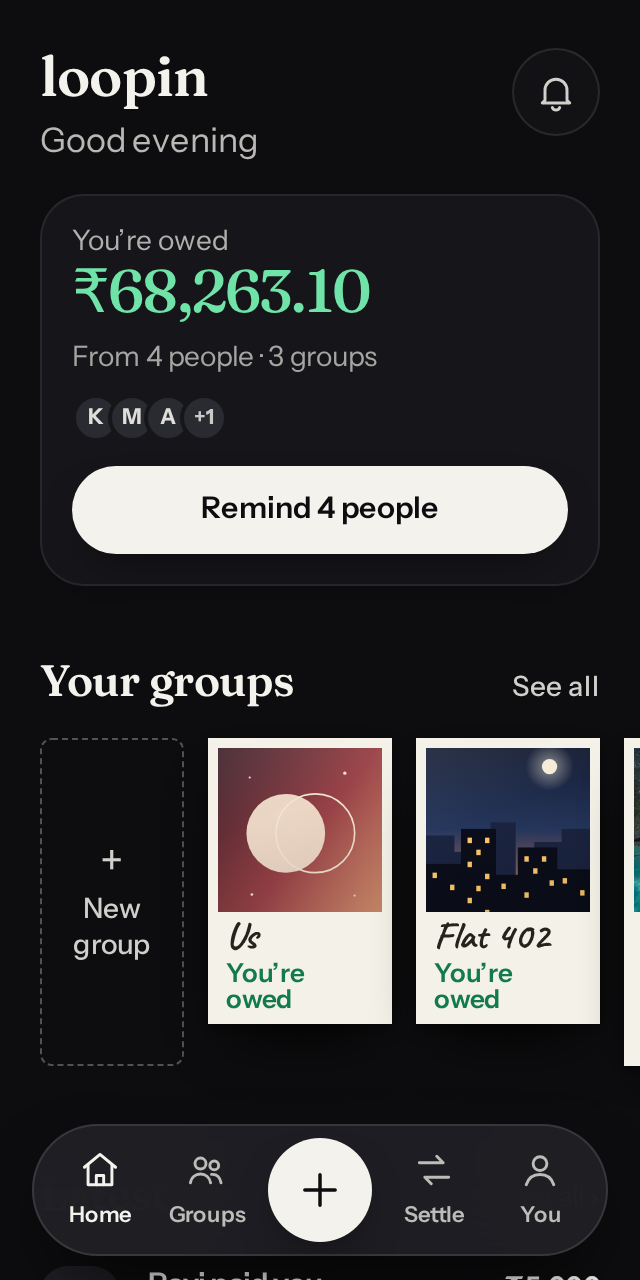 loopin
Good evening
You're owed
₹68,263.10
From 4 people · 3 groups
K M A +1
Remind 4 people
Your groups
See all
+
New
group
Us
You're
owed
Flat 402
You're
owed
Home
Groups
Settle
You